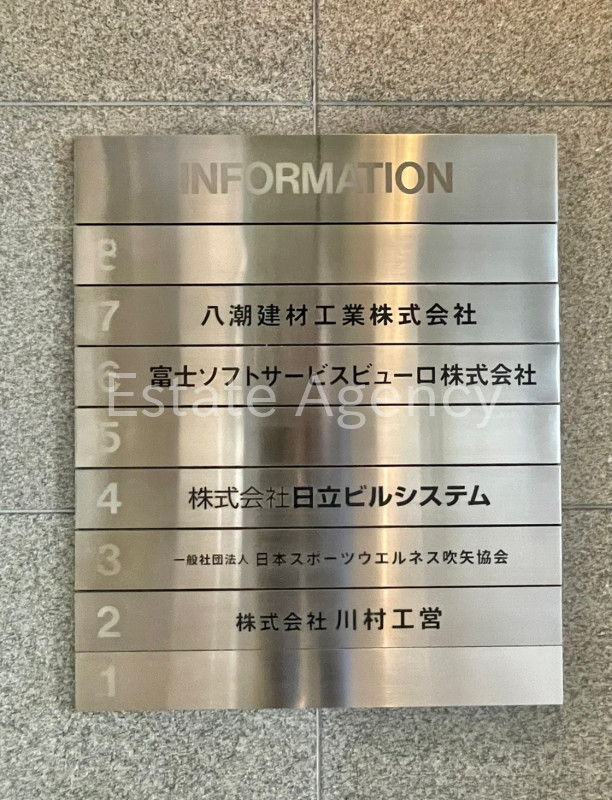 INFORMATION
8
7 八潮建材工業株式会社
6 富士ソフトサービスビューロ株式会社
Estate Agency
5
4 株式会社日立ビルシステム
3 一般社団法人 日本スポーツウエルネス吹矢協会
2 株式会社 川村工営
1